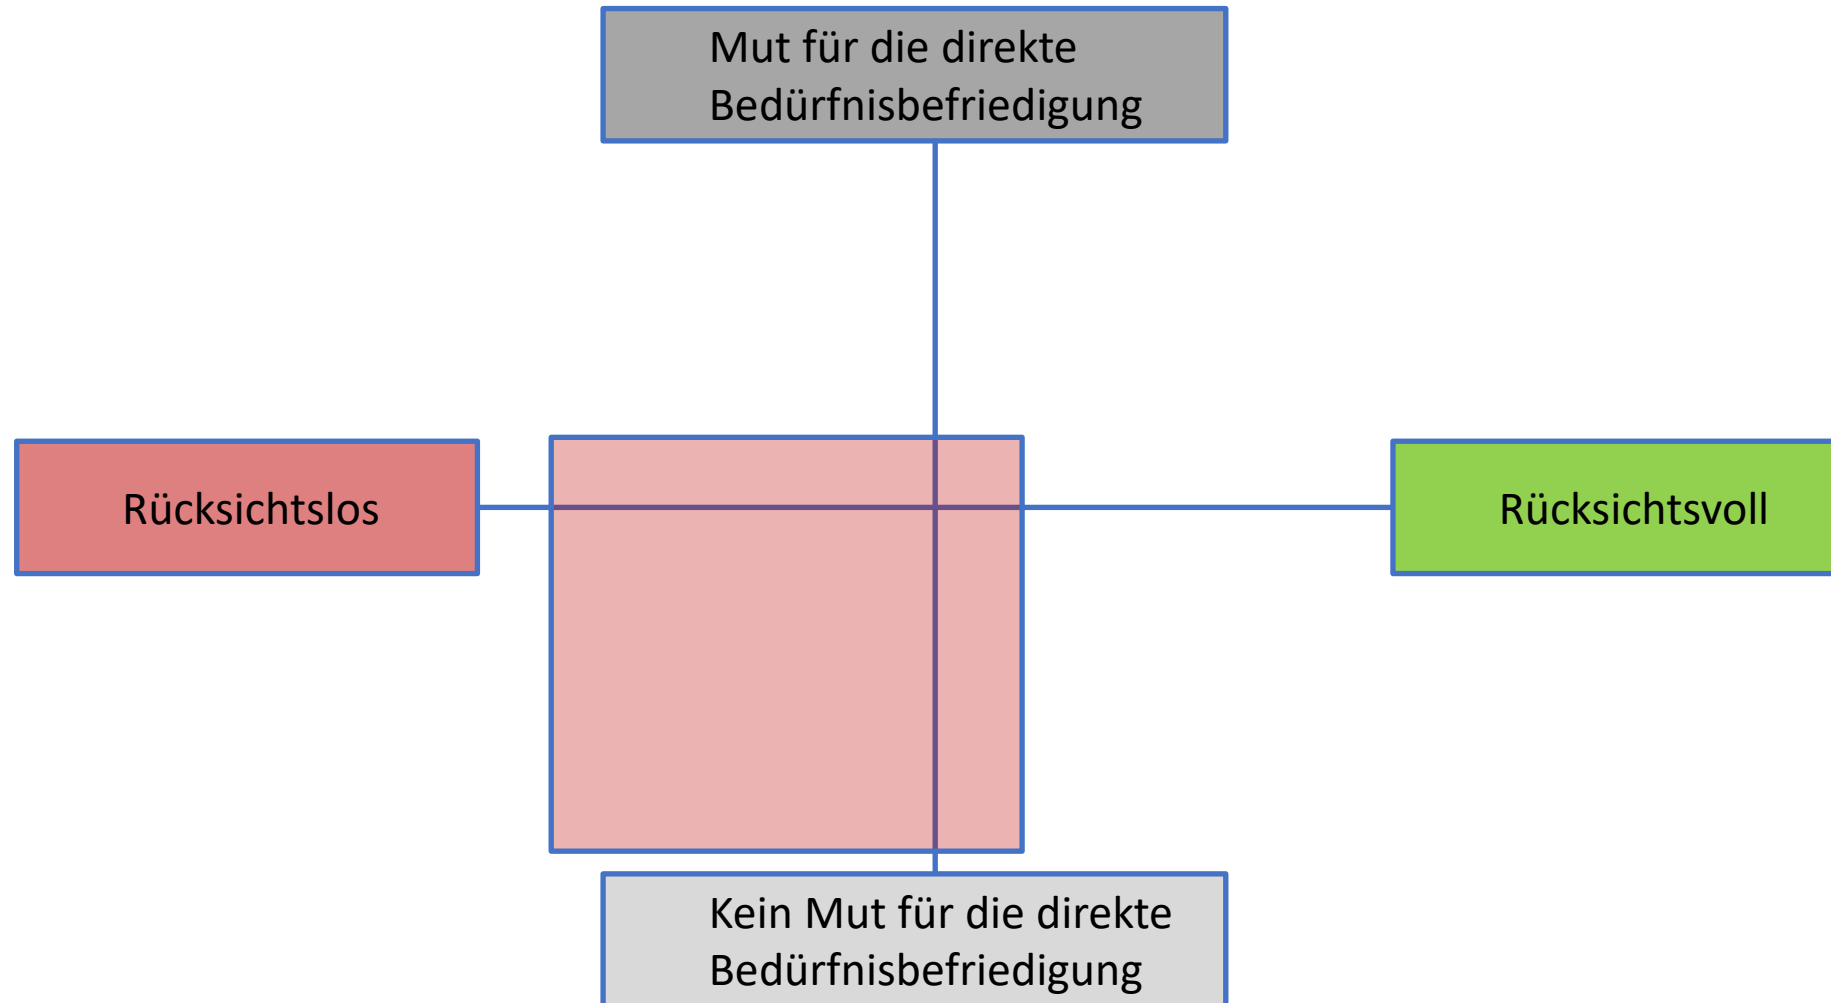 Mut für die direkte
Bedürfnisbefriedigung
Rücksichtslos
Rücksichtsvoll
Kein Mut für die direkte
Bedürfnisbefriedigung